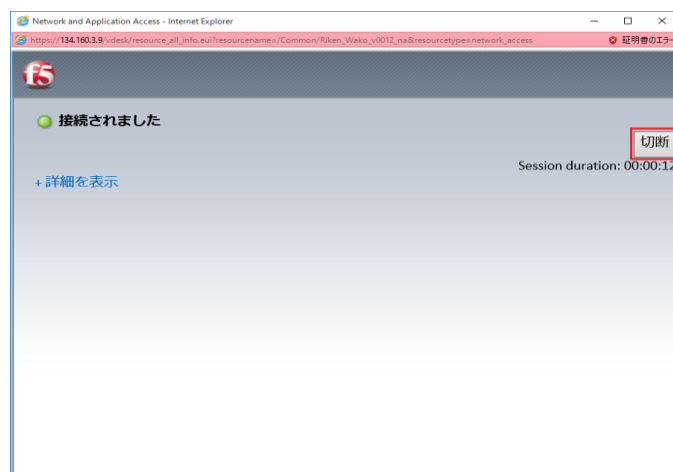 Network and Application Access - Internet Explorer
https://134.160.3.9/vdesk/resource_all_info.eui?resourcename=/Common/Riken_Wako_v0012_na&resourcetype=network_access
証明書のエラー
f5
接続されました
切断
Session duration: 00:00:12
+ 詳細を表示